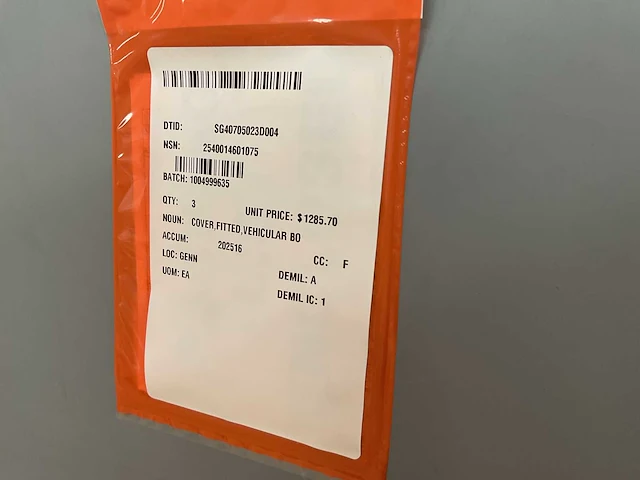 DTID: SG40705023D004
NSN: 2540014601075
BATCH: 1004999635
QTY: 3 UNIT PRICE: $1285.70
NOUN: COVER,FITTED,VEHICULAR BO
ACCUM: 202516
CC: F
LOC: GENN
DEMIL: A
UOM: EA
DEMIL IC: 1